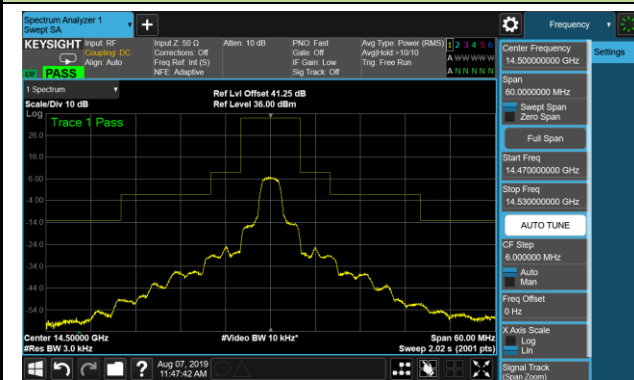 Spectrum Analyzer 1
Swept SA
+
Frequency
KEYSIGHT
Input: RF
Coupling: DC
Align: Auto
Input Z: 50 Ω
Corrections: Off
Freq Ref: Int (S)
NFE: Adaptive
Atten: 10 dB
PNO: Fast
Gate: Off
IF Gain: Low
Sig Track: Off
Avg Type: Power (RMS)
Avg|Hold:>10/10
Trig: Free Run
1 2 3 4 5 6
A W W W W W
A N N N N N
PASS
Center Frequency
14.500000000 GHz
Settings
Span
60.0000000 MHz
Swept Span
Zero Span
Full Span
Start Freq
14.470000000 GHz
Stop Freq
14.530000000 GHz
AUTO TUNE
CF Step
6.000000 MHz
Auto
Man
Freq Offset
0 Hz
X Axis Scale
Log
Lin
Signal Track
(Span Zoom)
1 Spectrum
Scale/Div 10 dB
Ref Lvl Offset 41.25 dB
Ref Level 36.00 dBm
Log
Trace 1 Pass
26.0
16.0
6.00
-4.00
-14.0
-24.0
-34.0
-44.0
-54.0
Center 14.50000 GHz
#Res BW 3.0 kHz
#Video BW 10 kHz*
Span 60.00 MHz
Sweep 2.02 s (2001 pts)
?
Aug 07, 2019
11:47:42 AM